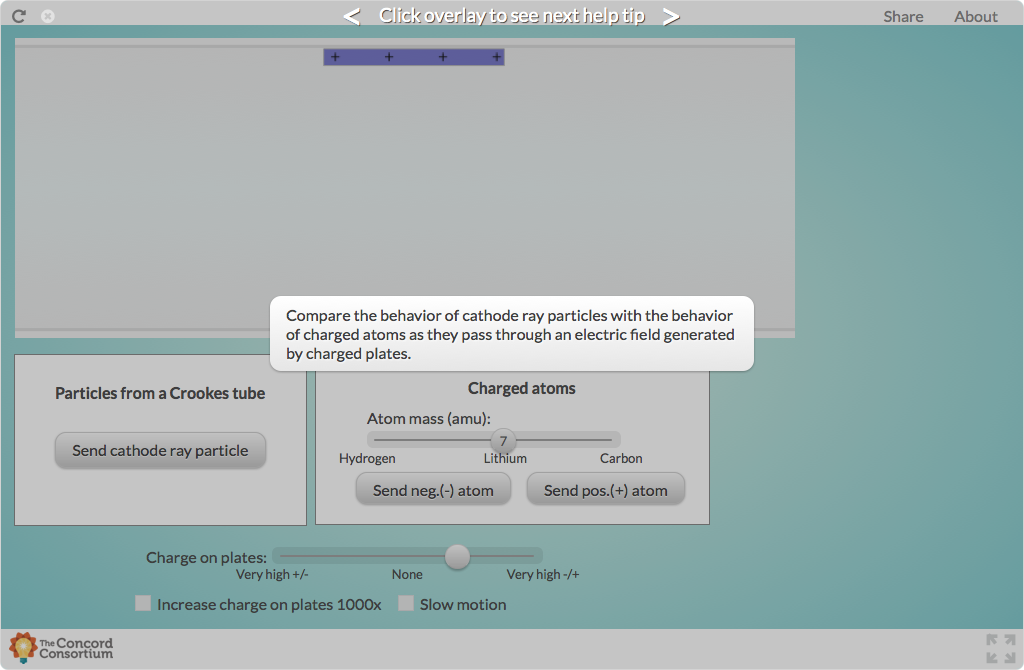 < Click overlay to see next help tip >
Share About
+ + + +
Compare the behavior of cathode ray particles with the behavior
of charged atoms as they pass through an electric field generated
by charged plates.
Particles from a Crookes tube
Send cathode ray particle
Charged atoms
Atom mass (amu):
7
Hydrogen Lithium Carbon
Send neg.(-) atom Send pos.(+) atom
Charge on plates:
Very high +/- None Very high -/+
Increase charge on plates 1000x Slow motion
The Concord
Consortium